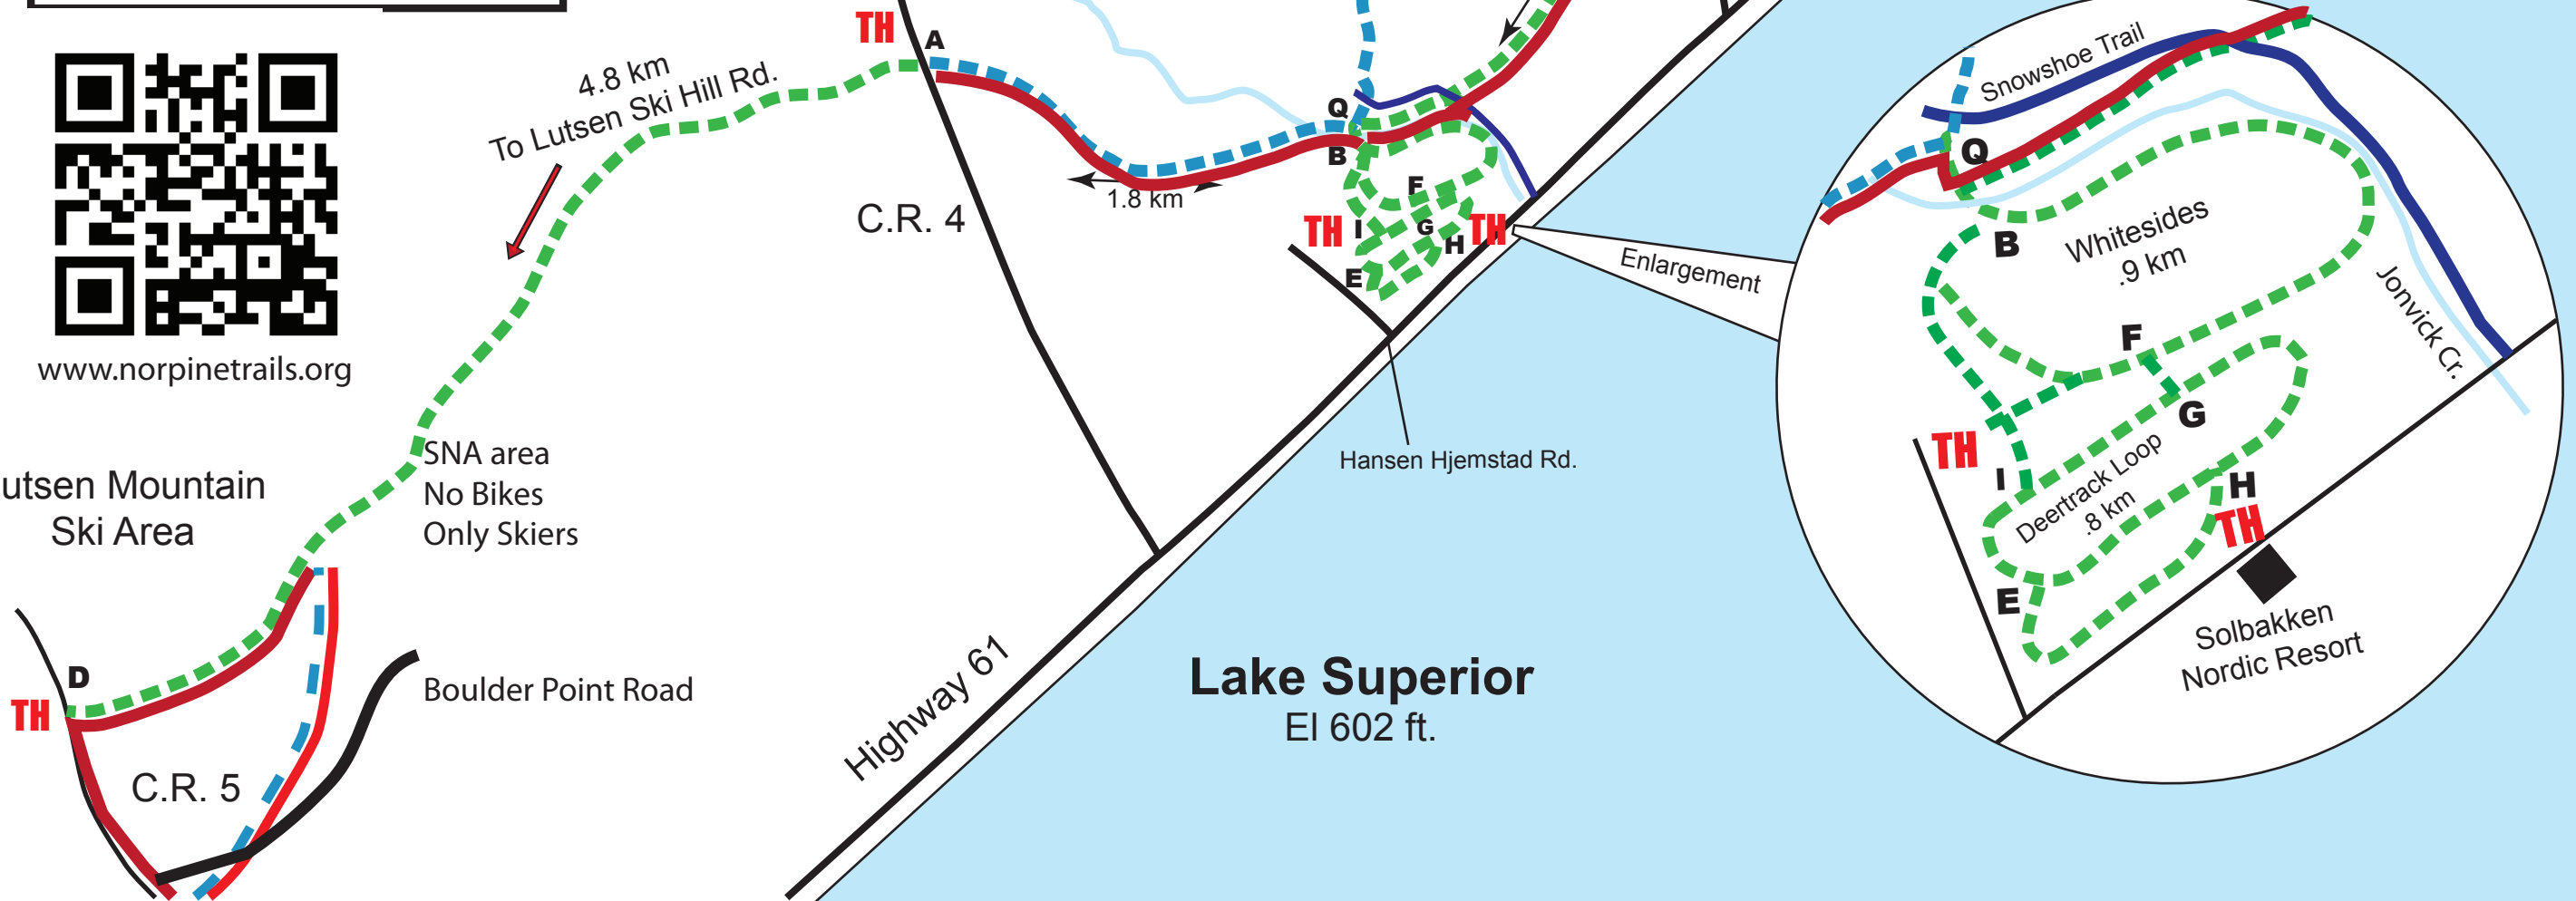 www.norpinetrails.org
TH
A
4.8 km
To Lutsen Ski Hill Rd.
C.R. 4
1.8 km
Q
B
F
TH
I
G
H
TH
E
Enlargement
Hansen Hjemstad Rd.
utsen Mountain
Ski Area
SNA area
No Bikes
Only Skiers
D
TH
C.R. 5
Boulder Point Road
Highway 61
Lake Superior
El 602 ft.
Snowshoe Trail
Q
B
Whitesides
.9 km
Jonvick Cr.
F
G
TH
I
Deertrack Loop
.8 km
H
TH
E
Solbakken
Nordic Resort